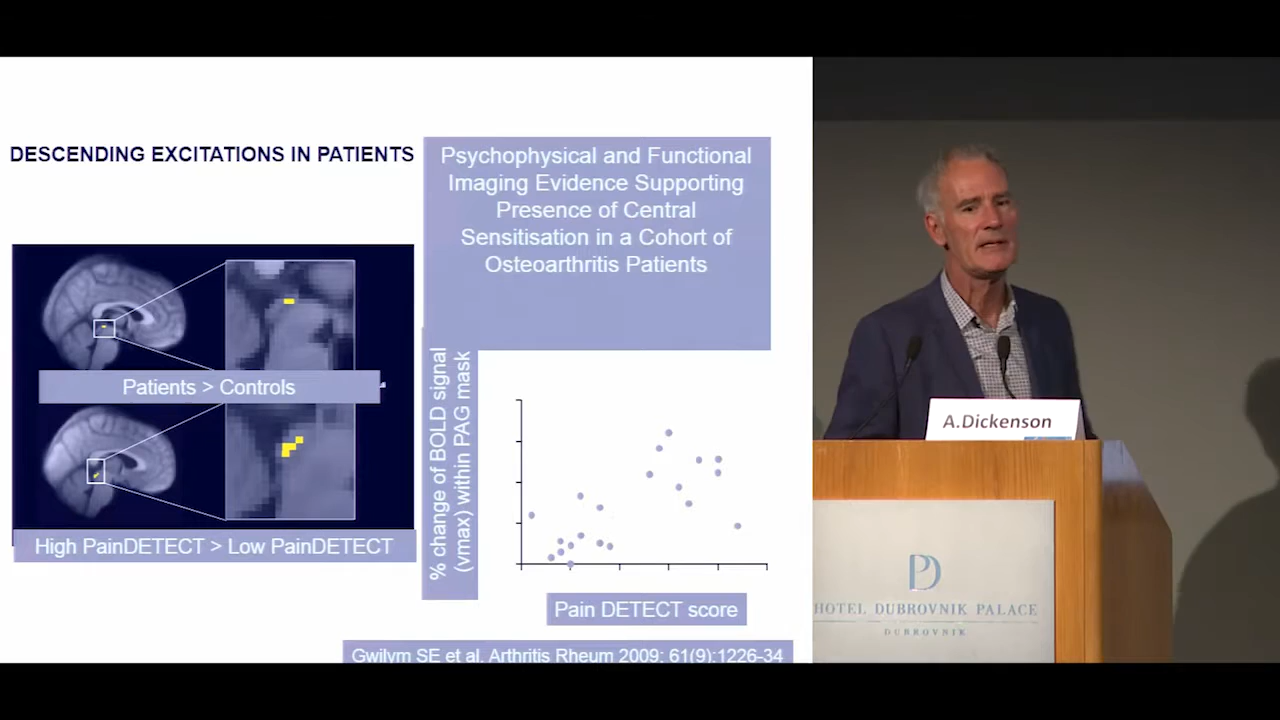 DESCENDING EXCITATIONS IN PATIENTS
Psychophysical and Functional
Imaging Evidence Supporting
Presence of Central
Sensitisation in a Cohort of
Osteoarthritis Patients
Patients > Controls
High PainDETECT > Low PainDETECT
% change of BOLD signal
(vmax) within PAG mask
Pain DETECT score
Gwilym SE et al. Arthritis Rheum 2009; 61(9):1226-34
A.Dickenson
PD
HOTEL DUBROVNIK PALACE
DUBROVNIK